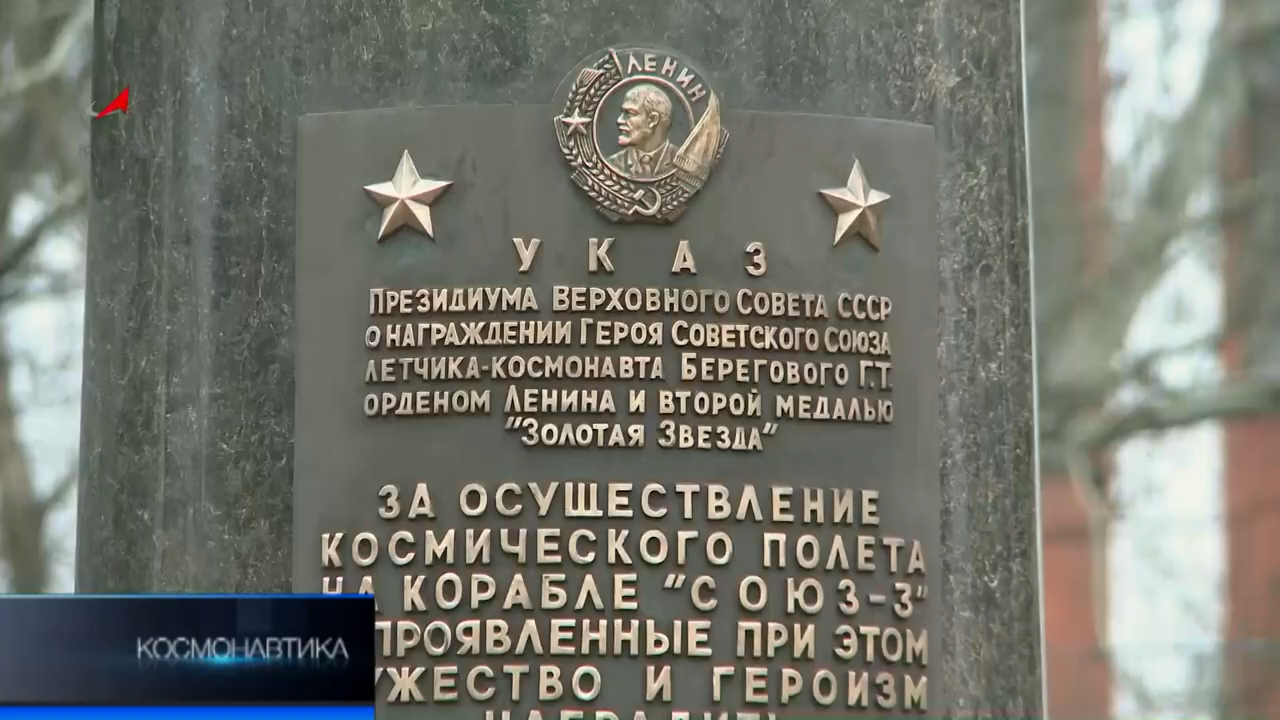 ЛЕНИН
УКАЗ
ПРЕЗИДИУМА ВЕРХОВНОГО СОВЕТА СССР
О НАГРАЖДЕНИИ ГЕРОЯ СОВЕТСКОГО СОЮЗА
ЛЕТЧИКА-КОСМОНАВТА БЕРЕГОВОГО Г.Т.
ОРДЕНОМ ЛЕНИНА И ВТОРОЙ МЕДАЛЬЮ
"ЗОЛОТАЯ ЗВЕЗДА"
ЗА ОСУЩЕСТВЛЕНИЕ
КОСМИЧЕСКОГО ПОЛЕТА
НА КОРАБЛЕ "СОЮЗ-3"
ПРОЯВЛЕННЫЕ ПРИ ЭТОМ
И ГЕРОИЗМ
КОСМОНАВТИКА